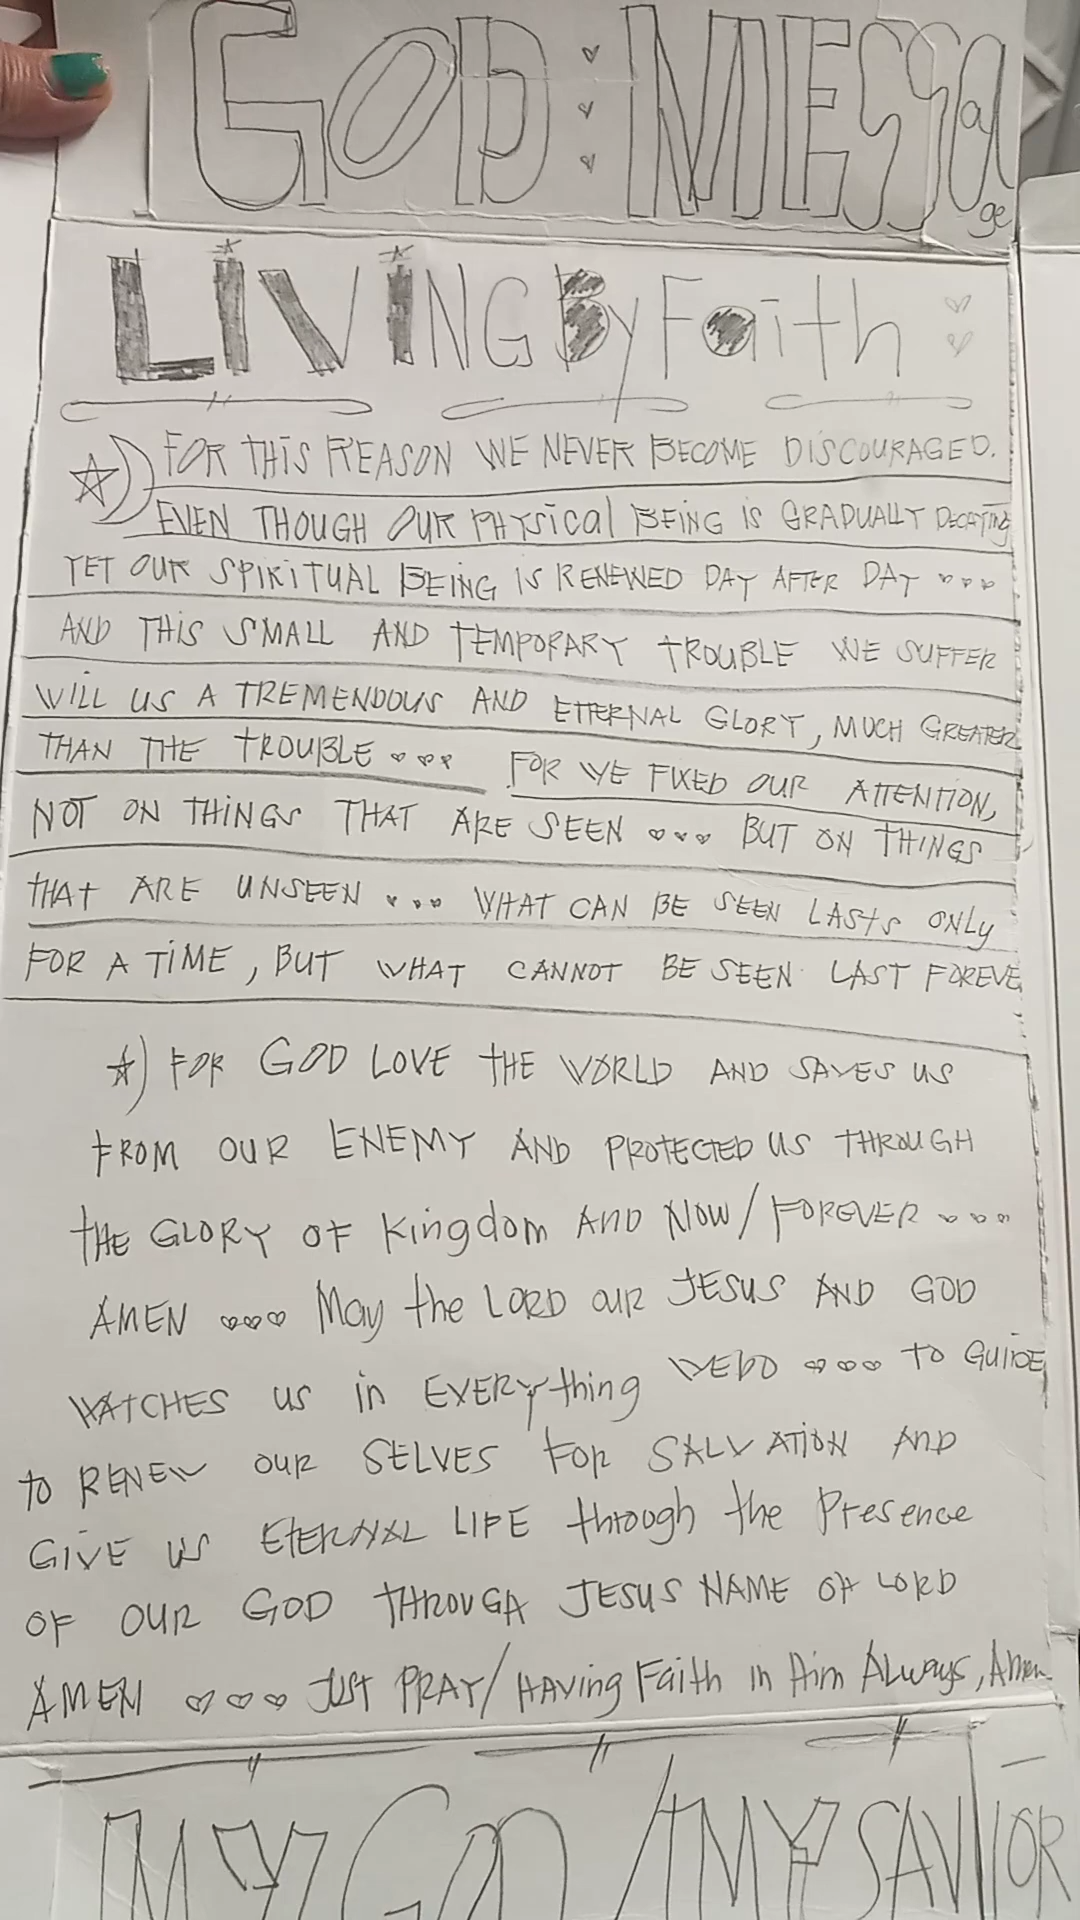 GOD: MESSage
LiViNG By Faith
FOR THiS REASON WE NEVER BECOME DiSCOURAGED.
EVEN THOUGH OUR PHYSical BEING IS GRADUALLY DECAYING
YET OUR SPIRITUAL BEING IS RENEWED DAY AFTER DAY
AND THIS SMALL AND TEMPORARY TROUBLE WE SUFFER
WILL US A TREMENDOUS AND ETERNAL GLORY, MUCH GREATER
THAN THE TROUBLE FOR WE FIXED OUR ATTENTION,
NOT ON THINGS THAT ARE SEEN BUT ON THINGS
THAT ARE UNSEEN WHAT CAN BE SEEN LASTS ONLy
FOR A TiME, BUT WHAT CANNOT BE SEEN LAST FOREVE
FOR GOD LOVE THE WORLD AND SAVES US
FROM OUR ENEMY AND PROTECTED US THROUGH
THE GLORY OF Kingdom AND NOW/FOREVER
AMEN May the LORD OUR JESUS AND GOD
WATCHES US in EVERYthing WE DO TO GUIDE
TO RENEW OUR SELVES FOR SALVATION AND
GIVE US ETERNAL LIFE through the Presence
OF OUR GOD THROUGH JESUS NAME OF LORD
AMEN JUST PRAY/HAVing Faith in Him Always, Amen
MY GOD / MY SAVIOR